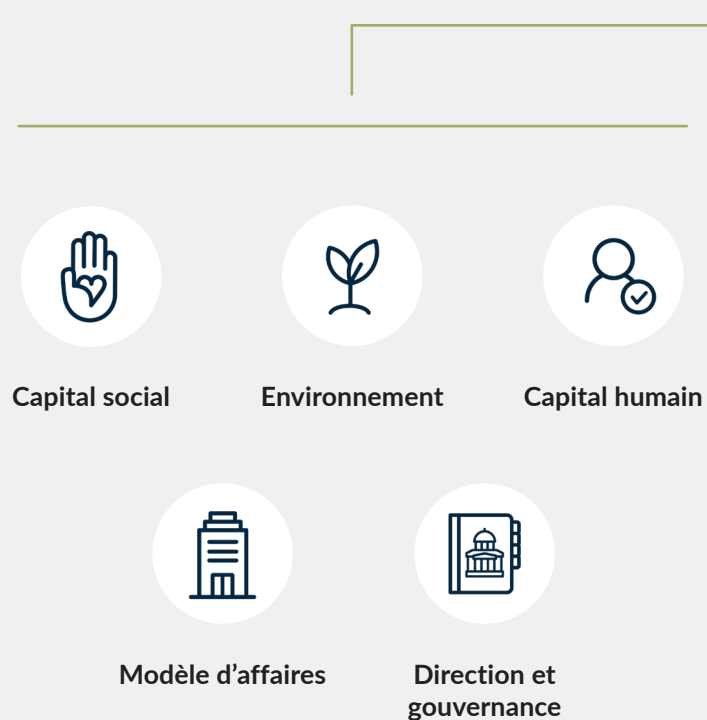 Capital social
Environnement
Capital humain
Modèle d’affaires
Direction et
gouvernance